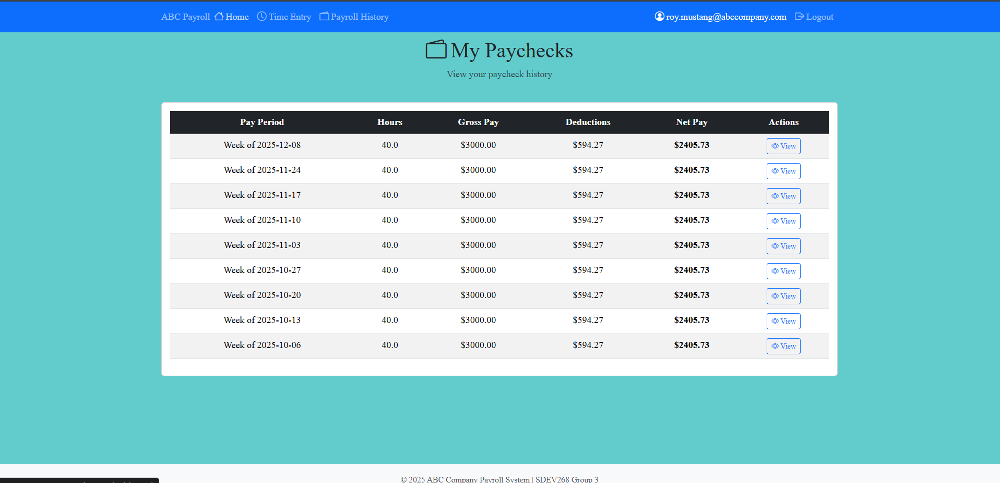 ABC Payroll Home Time Entry Payroll History roy.mustang@abccompany.com Logout
My Paychecks
View your paycheck history
Pay Period Hours Gross Pay Deductions Net Pay Actions
Week of 2025-12-08 40.0 $3000.00 $594.27 $2405.73 View
Week of 2025-11-24 40.0 $3000.00 $594.27 $2405.73 View
Week of 2025-11-17 40.0 $3000.00 $594.27 $2405.73 View
Week of 2025-11-10 40.0 $3000.00 $594.27 $2405.73 View
Week of 2025-11-03 40.0 $3000.00 $594.27 $2405.73 View
Week of 2025-10-27 40.0 $3000.00 $594.27 $2405.73 View
Week of 2025-10-20 40.0 $3000.00 $594.27 $2405.73 View
Week of 2025-10-13 40.0 $3000.00 $594.27 $2405.73 View
Week of 2025-10-06 40.0 $3000.00 $594.27 $2405.73 View
© 2025 ABC Company Payroll System | SDEV268 Group 3